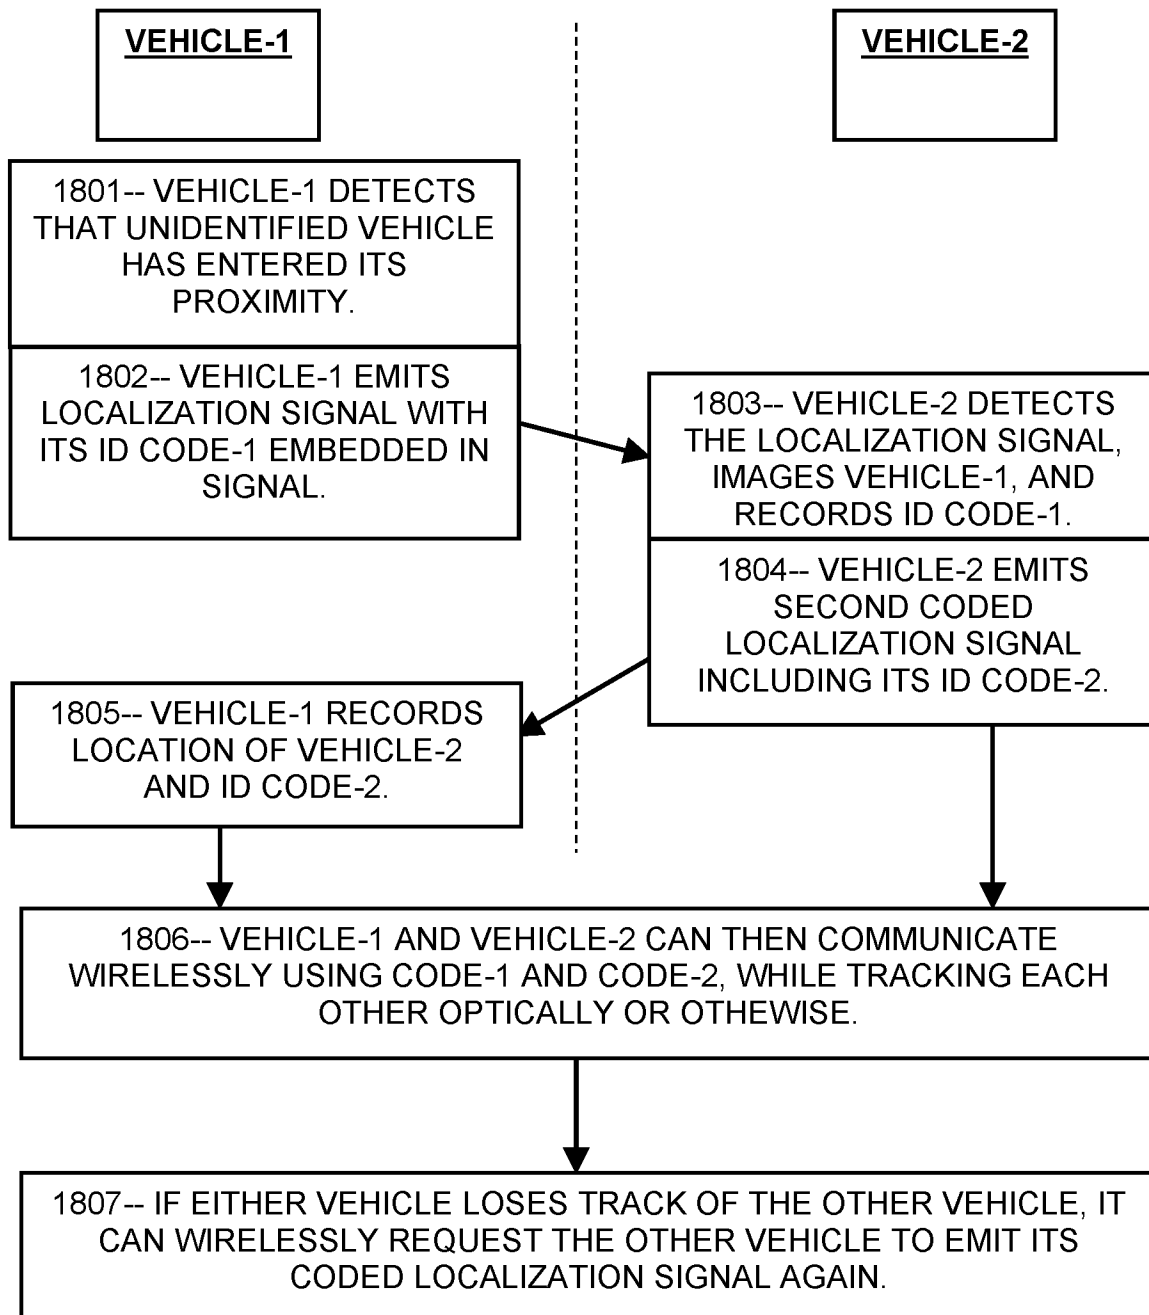 VEHICLE-1
VEHICLE-2
1801-- VEHICLE-1 DETECTS
THAT UNIDENTIFIED VEHICLE
HAS ENTERED ITS
PROXIMITY.
1802-- VEHICLE-1 EMITS
LOCALIZATION SIGNAL WITH
ITS ID CODE-1 EMBEDDED IN
SIGNAL.
1803-- VEHICLE-2 DETECTS
THE LOCALIZATION SIGNAL,
IMAGES VEHICLE-1, AND
RECORDS ID CODE-1.
1804-- VEHICLE-2 EMITS
SECOND CODED
LOCALIZATION SIGNAL
INCLUDING ITS ID CODE-2.
1805-- VEHICLE-1 RECORDS
LOCATION OF VEHICLE-2
AND ID CODE-2.
1806-- VEHICLE-1 AND VEHICLE-2 CAN THEN COMMUNICATE
WIRELESSLY USING CODE-1 AND CODE-2, WHILE TRACKING EACH
OTHER OPTICALLY OR OTHEWISE.
1807-- IF EITHER VEHICLE LOSES TRACK OF THE OTHER VEHICLE, IT
CAN WIRELESSLY REQUEST THE OTHER VEHICLE TO EMIT ITS
CODED LOCALIZATION SIGNAL AGAIN.